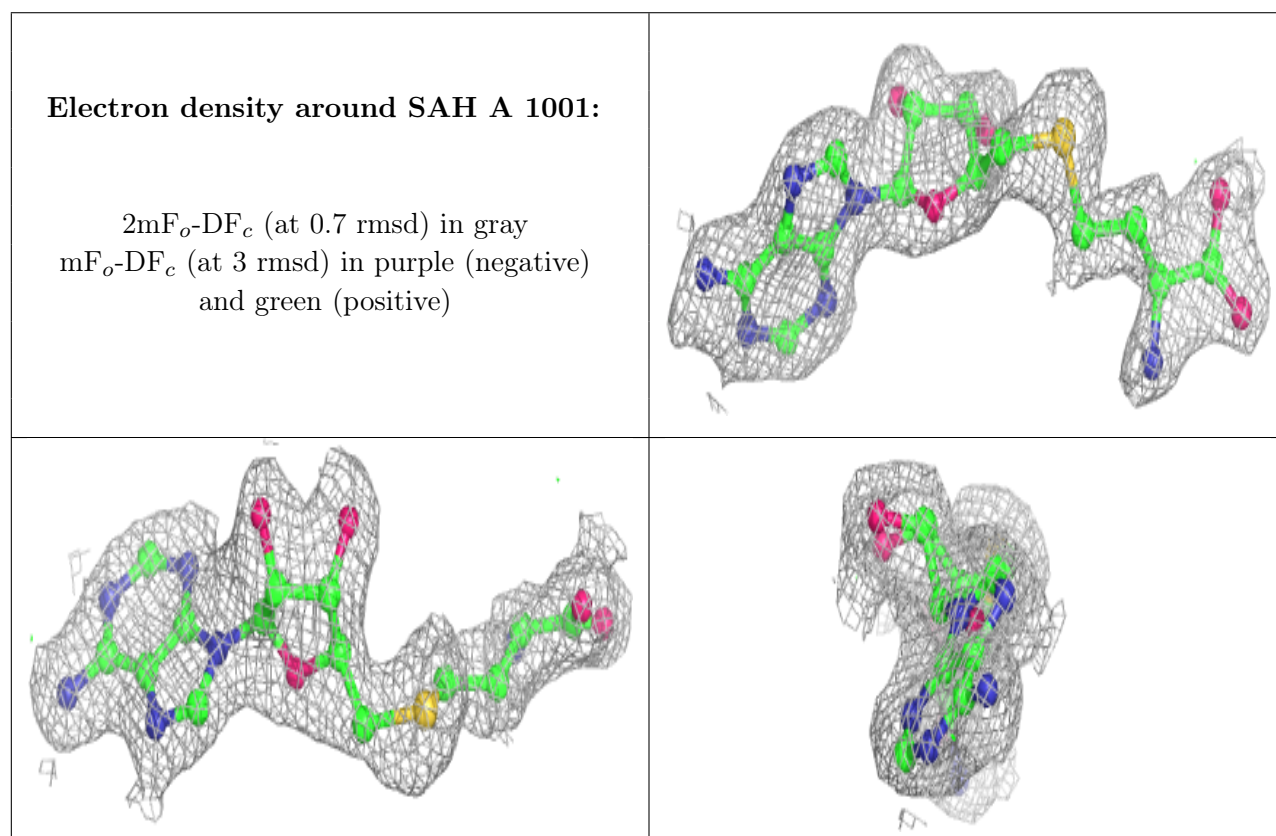 Electron density around SAH A 1001:
2mFo-DFc (at 0.7 rmsd) in gray
mFo-DFc (at 3 rmsd) in purple (negative)
and green (positive)